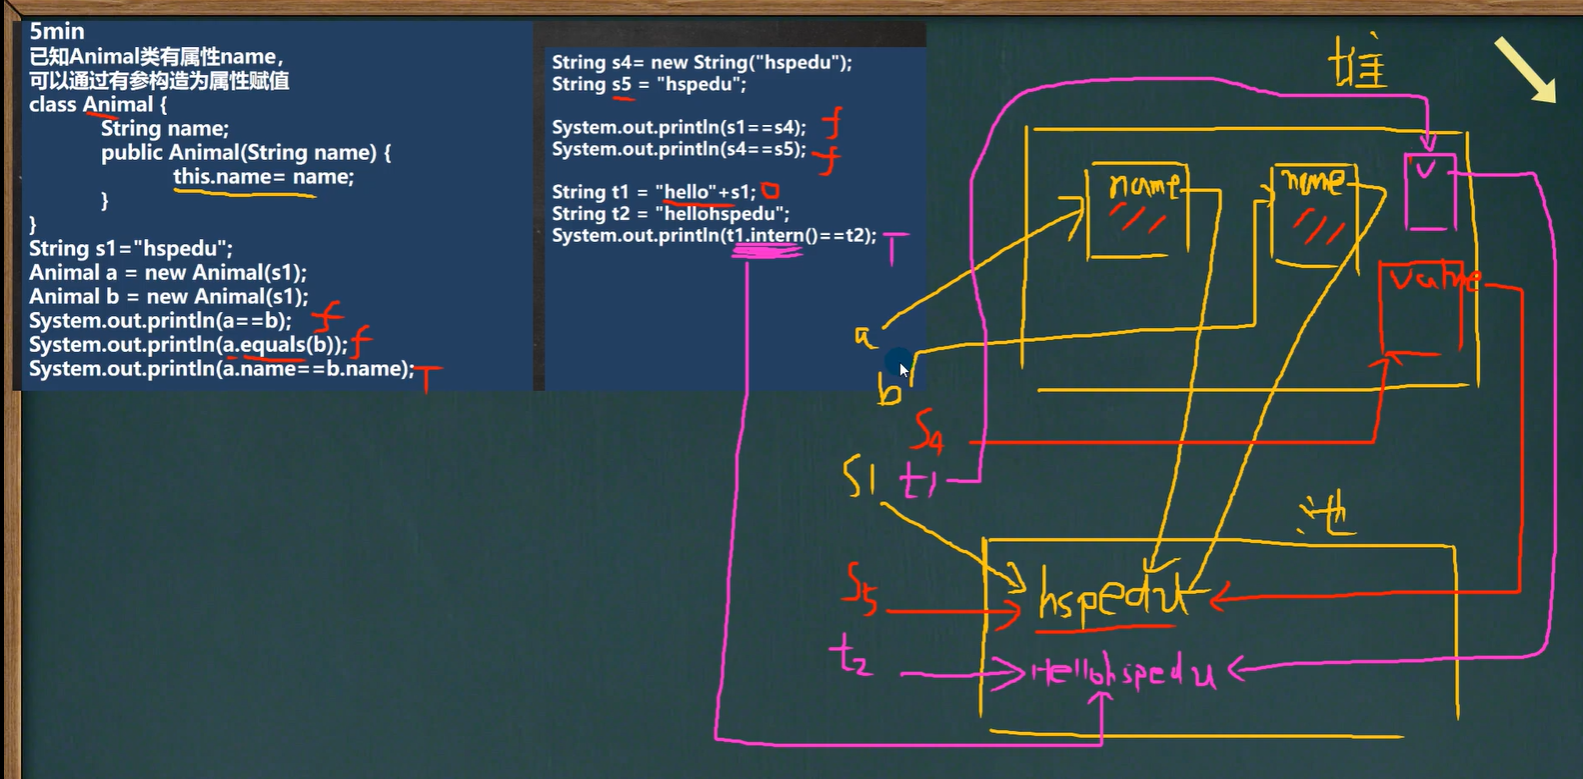 5min
已知Animal类有属性name，
可以通过有参构造为属性赋值
class Animal {
String name;
public Animal(String name) {
this.name= name;
}
}
String s1="hspedu";
Animal a = new Animal(s1);
Animal b = new Animal(s1);
System.out.println(a==b); f
System.out.println(a.equals(b)); f
System.out.println(a.name==b.name); T
String s4= new String("hspedu");
String s5 = "hspedu";
System.out.println(s1==s4); f
System.out.println(s4==s5); f
String t1 = "hello"+s1;
String t2 = "hellohspedu";
System.out.println(t1.intern()==t2); T
堆
name
name
v
value
a
b
S4
S1 t1
池
S5
hspedu
t2
Hellohspedu